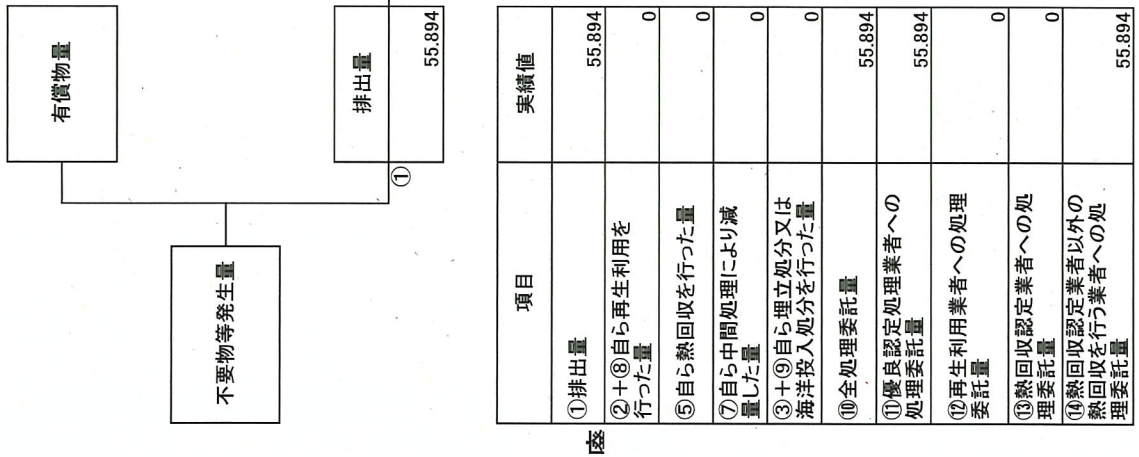 有償物量
不要物等発生量
排出量
①
55.894
項目
実績値
①排出量
55.894
②＋⑧自ら再生利用を
行った量
0
⑤自ら熱回収を行った量
0
⑦自ら中間処理により減
量した量
0
③＋⑨自ら埋立処分又は
海洋投入処分を行った量
0
⑩全処理委託量
55.894
⑪優良認定処理業者への
処理委託量
55.894
⑫再生利用業者への処理
委託量
0
⑬熱回収認定業者への処
理委託量
0
⑭熱回収認定業者以外の
熱回収を行う業者への処
理委託量
55.894